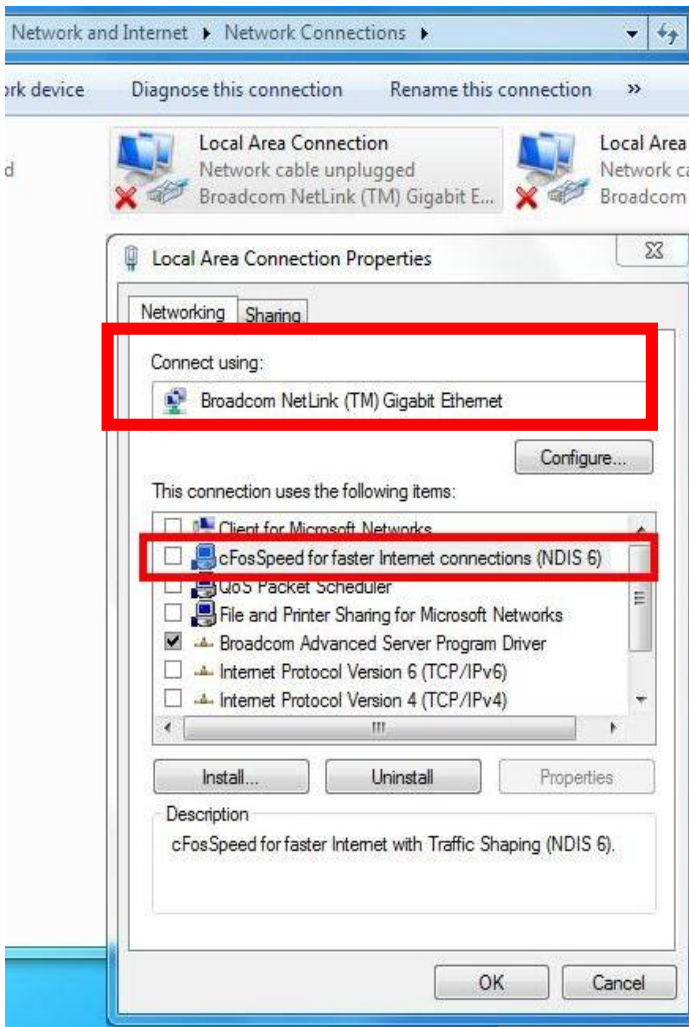 Network and Internet ▸ Network Connections ▸
ork device Diagnose this connection Rename this connection »
Local Area Connection
Network cable unplugged
Broadcom NetLink (TM) Gigabit E...
Local Area
Network ca
Broadcom
d
Local Area Connection Properties
Networking Sharing
Connect using:
Broadcom NetLink (TM) Gigabit Ethernet
Configure...
This connection uses the following items:
Client for Microsoft Networks
cFosSpeed for faster Internet connections (NDIS 6)
QoS Packet Scheduler
File and Printer Sharing for Microsoft Networks
Broadcom Advanced Server Program Driver
Internet Protocol Version 6 (TCP/IPv6)
Internet Protocol Version 4 (TCP/IPv4)
Install... Uninstall Properties
Description
cFosSpeed for faster Internet with Traffic Shaping (NDIS 6).
OK Cancel